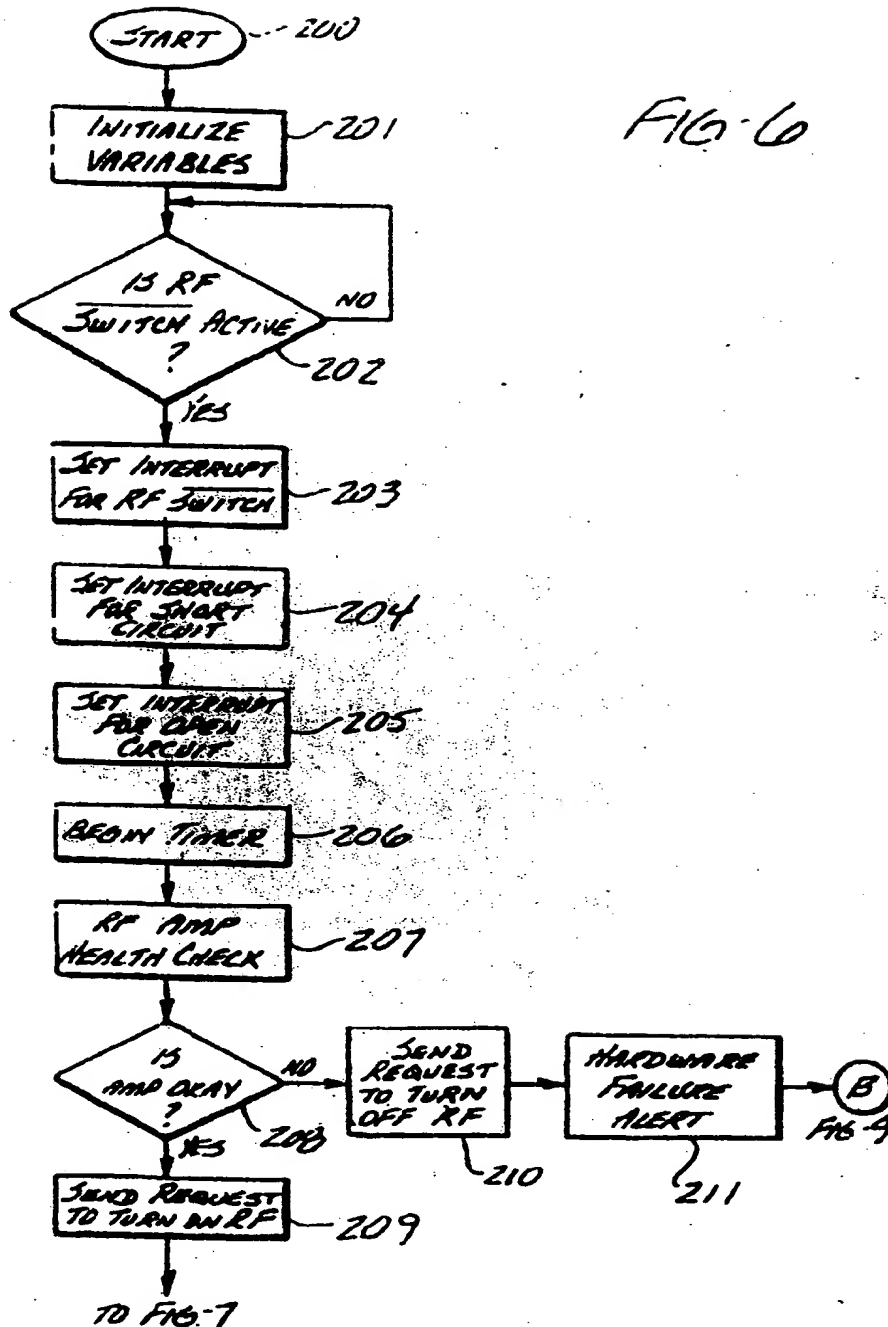 START
200
FIG-6
INITIALIZE
VARIABLES
201
IS RF
SWITCH ACTIVE
?
NO
202
YES
SET INTERRUPT
FOR RF SWITCH
203
SET INTERRUPT
FOR SHORT
CIRCUIT
204
SET INTERRUPT
FOR OPEN
CIRCUIT
205
BEGIN TIMER
206
RF AMP
HEALTH CHECK
207
IS
AMP OKAY
?
NO
208
YES
SEND
REQUEST
TO TURN
OFF RF
210
HARDWARE
FAILURE
ALERT
211
B
SEND REQUEST
TO TURN ON RF
209
TO FIG-7